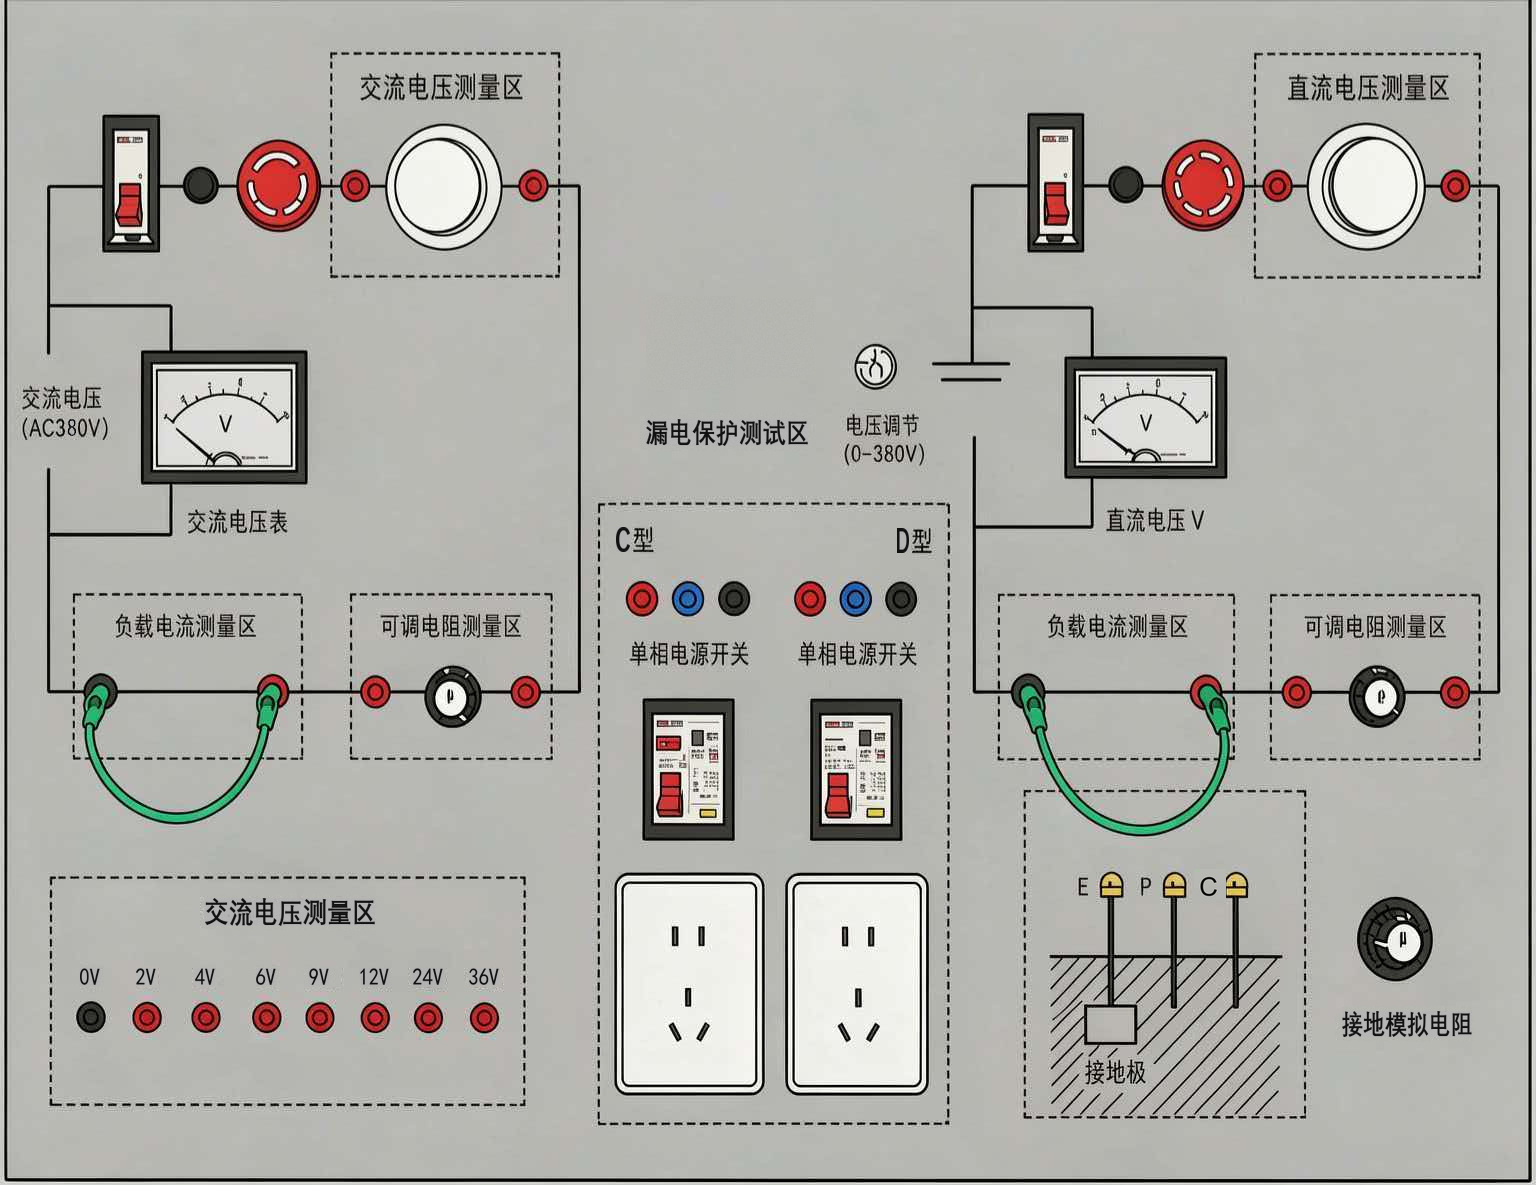 交流电压测量区
直流电压测量区
交流电压
(AC380V)
V
交流电压表
漏电保护测试区
电压调节
(0-380V)
V
直流电压 V
C型
D型
单相电源开关
单相电源开关
负载电流测量区
可调电阻测量区
负载电流测量区
可调电阻测量区
交流电压测量区
0V 2V 4V 6V 9V 12V 24V 36V
E P C
接地极
接地模拟电阻